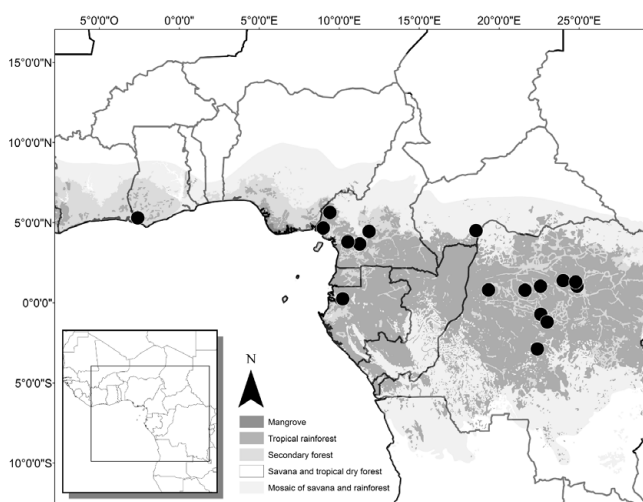 5°0'0"W 0°0'0" 5°0'0"E 10°0'0"E 15°0'0"E 20°0'0"E 25°0'0"E
15°0'0"N
10°0'0"N
5°0'0"N
0°0'0"
5°0'0"S
10°0'0"S
N
Mangrove
Tropical rainforest
Secondary forest
Savana and tropical dry forest
Mosaic of savana and rainforest